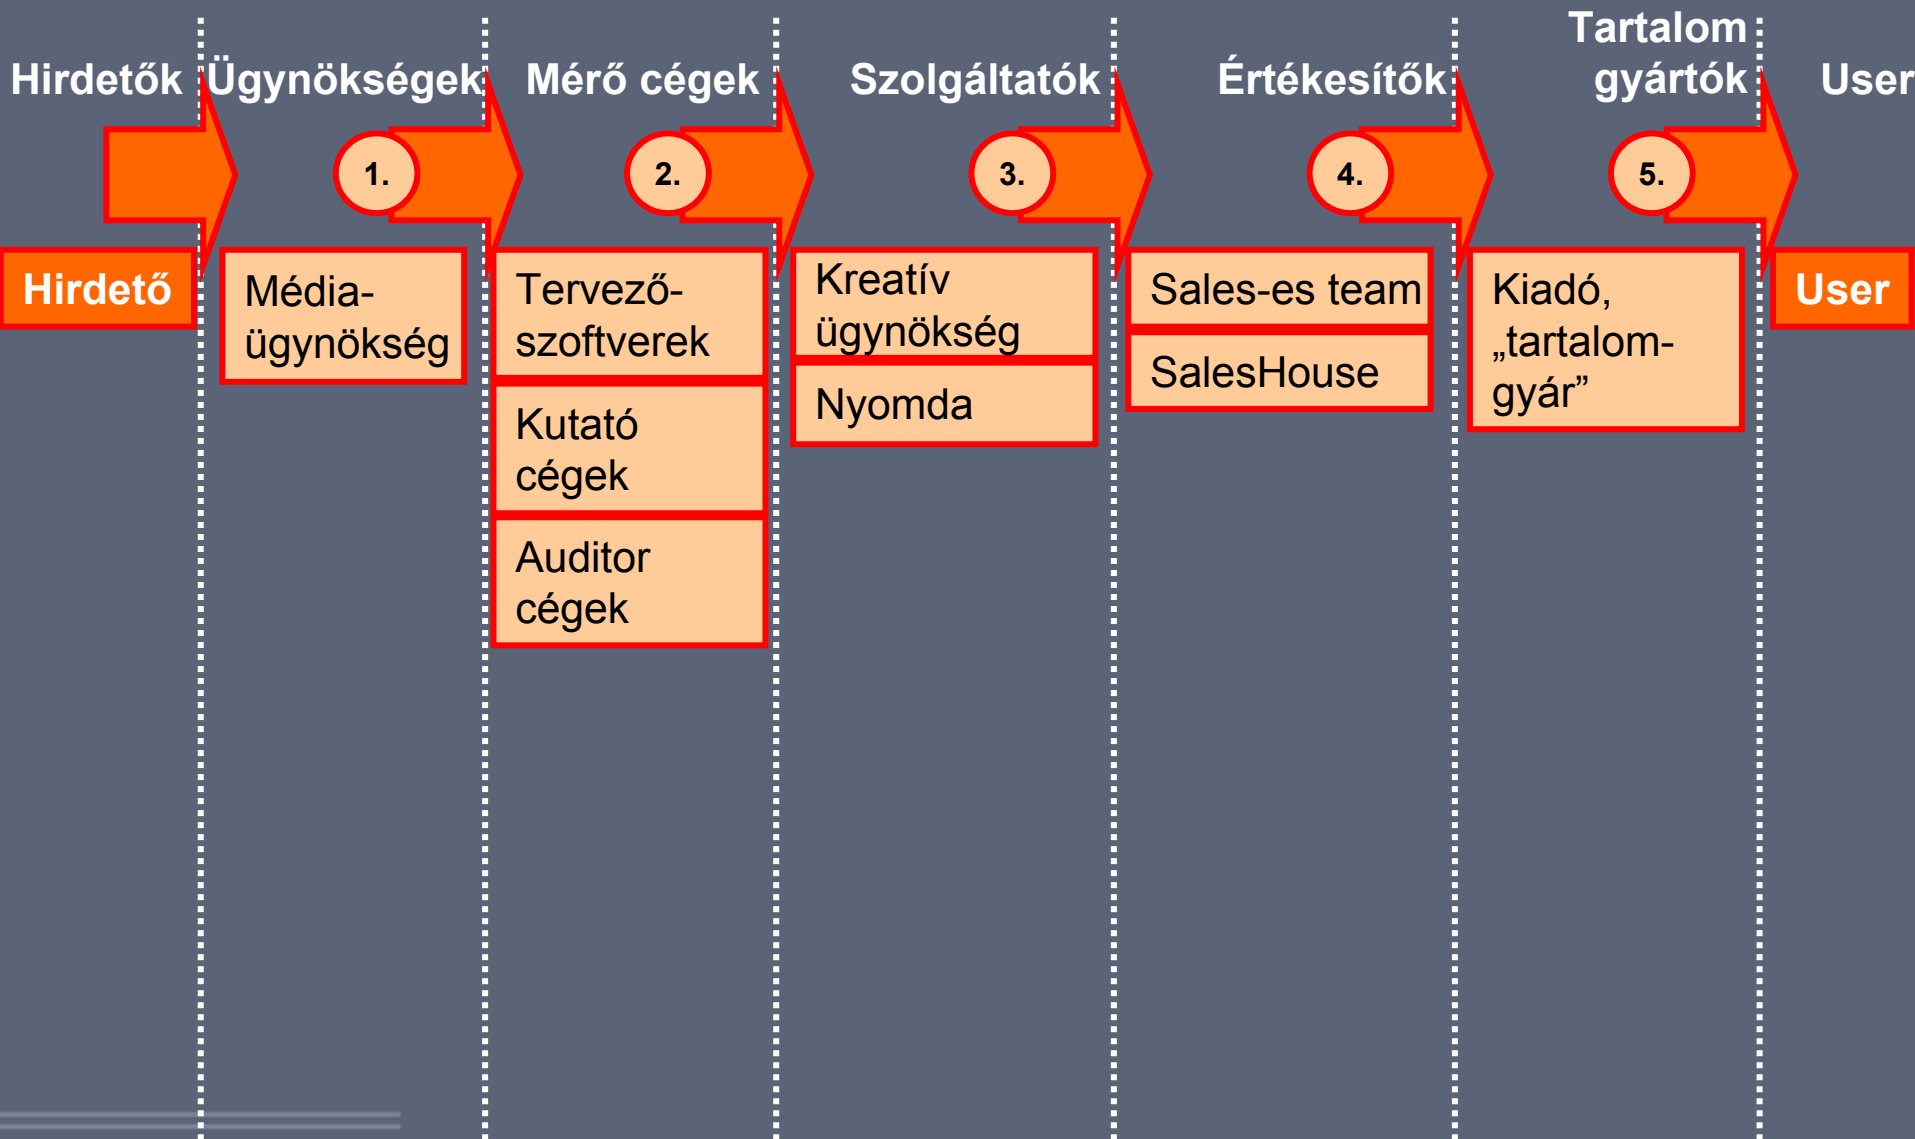 Hirdetők
Ügynökségek
Mérő cégek
Szolgáltatók
Értékesítők
Tartalom
gyártók
User
1.
2.
3.
4.
5.
Hirdető
Média-
ügynökség
Tervező-
szoftverek
Kutató
cégek
Auditor
cégek
Kreatív
ügynökség
Nyomda
Sales-es team
SalesHouse
Kiadó,
„tartalom-
gyár”
User